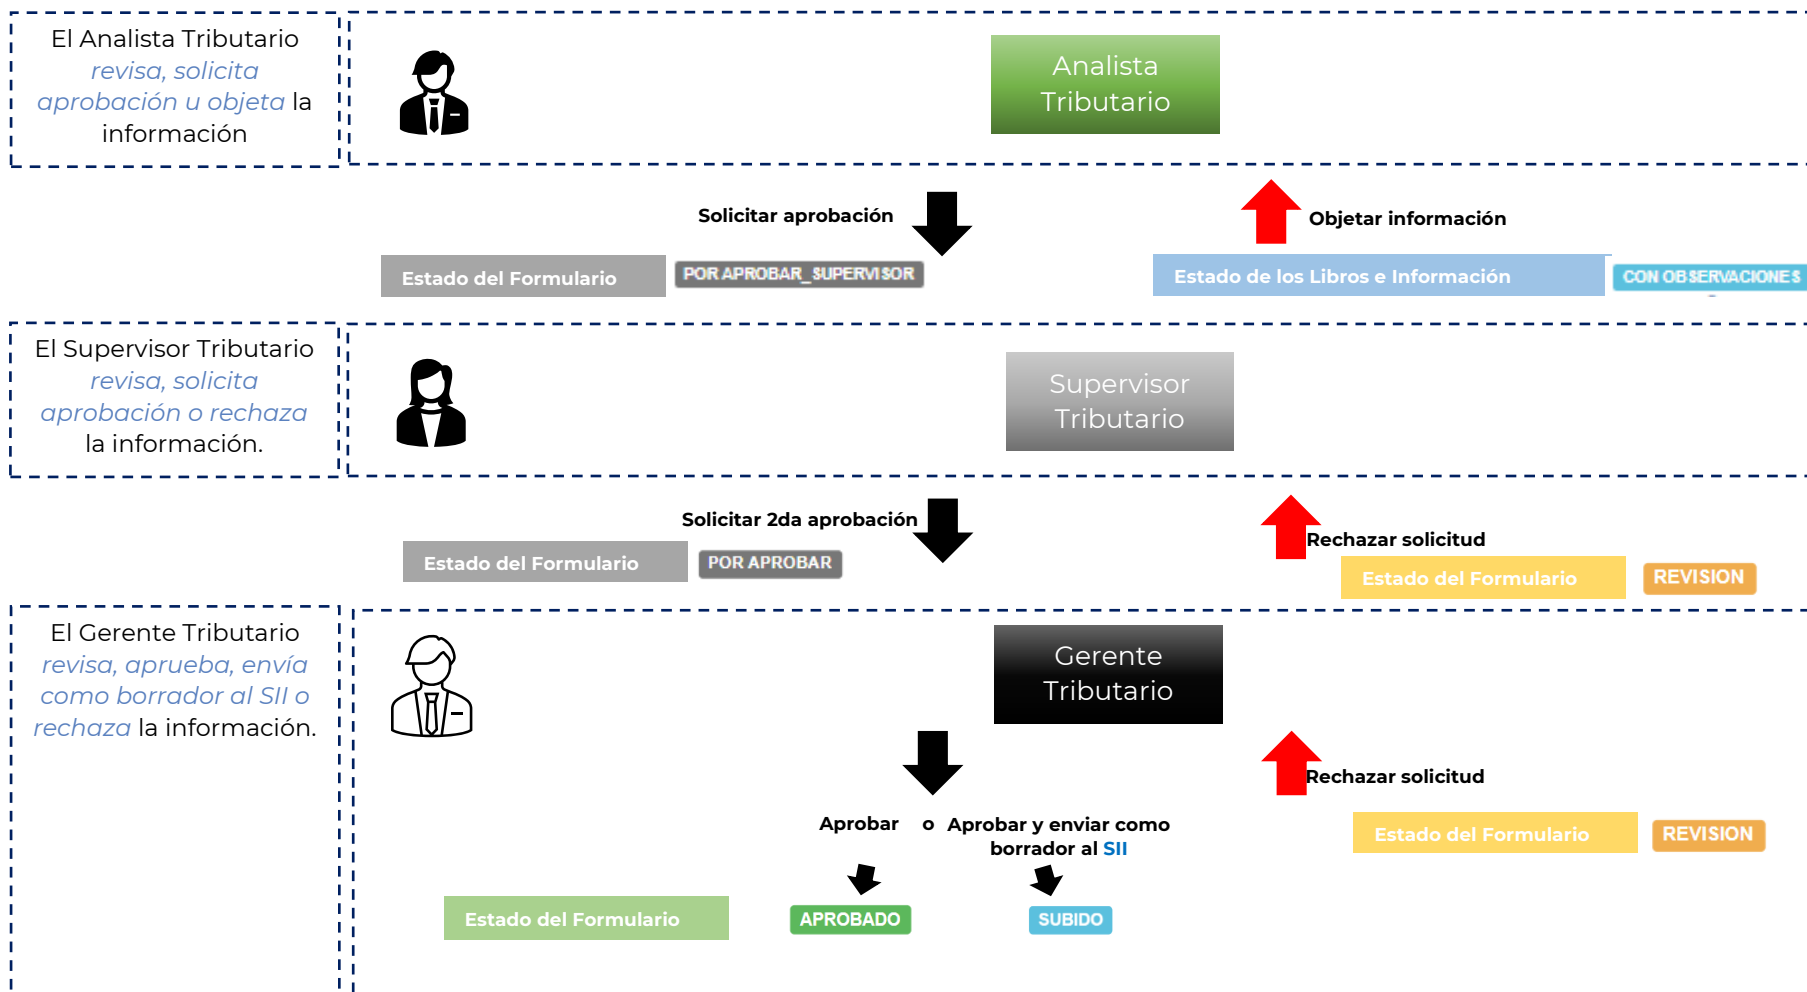 El Analista Tributario
revisa, solicita
aprobación u objeta la
información
Analista
Tributario
Solicitar aprobación
Objetar información
Estado del Formulario
POR APROBAR_SUPERVISOR
Estado de los Libros e Información
CON OBSERVACIONES
El Supervisor Tributario
revisa, solicita
aprobación o rechaza
la información.
Supervisor
Tributario
Solicitar 2da aprobación
Rechazar solicitud
Estado del Formulario
POR APROBAR
Estado del Formulario
REVISION
El Gerente Tributario
revisa, aprueba, envía
como borrador al SII o
rechaza la información.
Gerente
Tributario
Rechazar solicitud
Aprobar o Aprobar y enviar como
borrador al SII
Estado del Formulario
REVISION
Estado del Formulario
APROBADO
SUBIDO